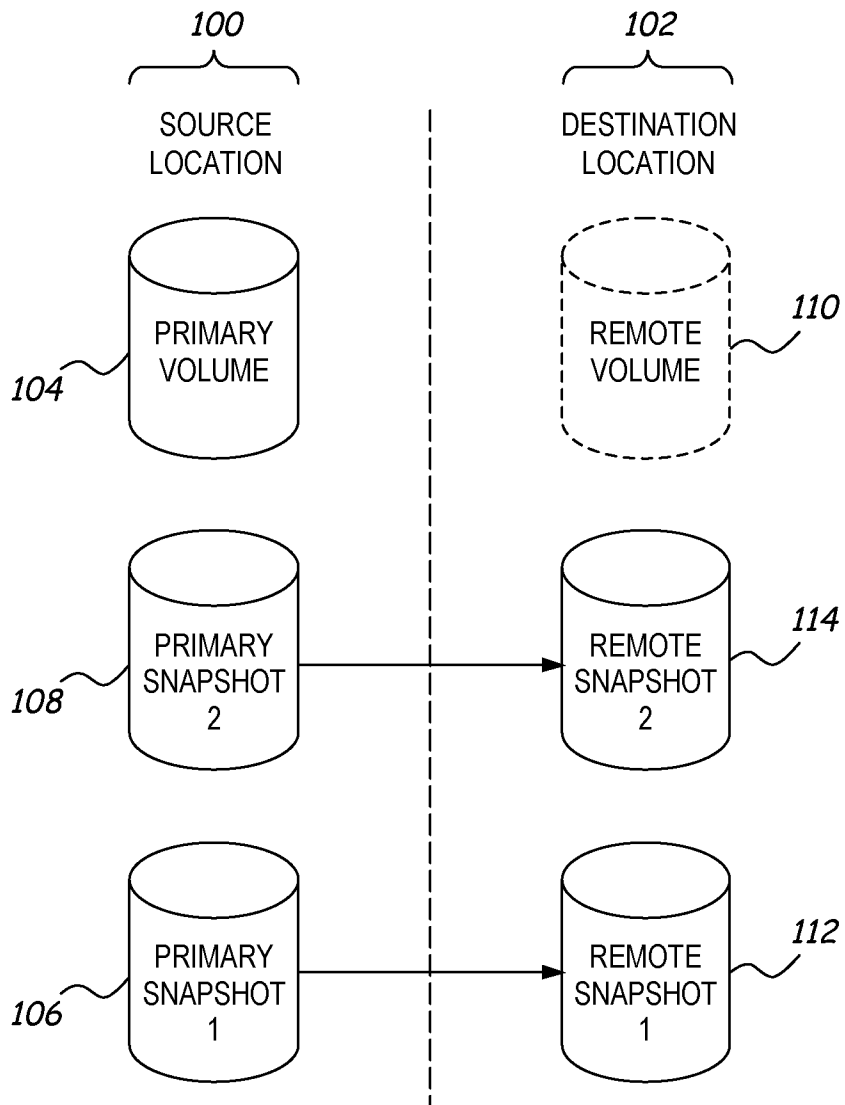 100
102
SOURCE
LOCATION
DESTINATION
LOCATION
PRIMARY
VOLUME
104
REMOTE
VOLUME
110
PRIMARY
SNAPSHOT
2
108
REMOTE
SNAPSHOT
2
114
PRIMARY
SNAPSHOT
1
106
REMOTE
SNAPSHOT
1
112